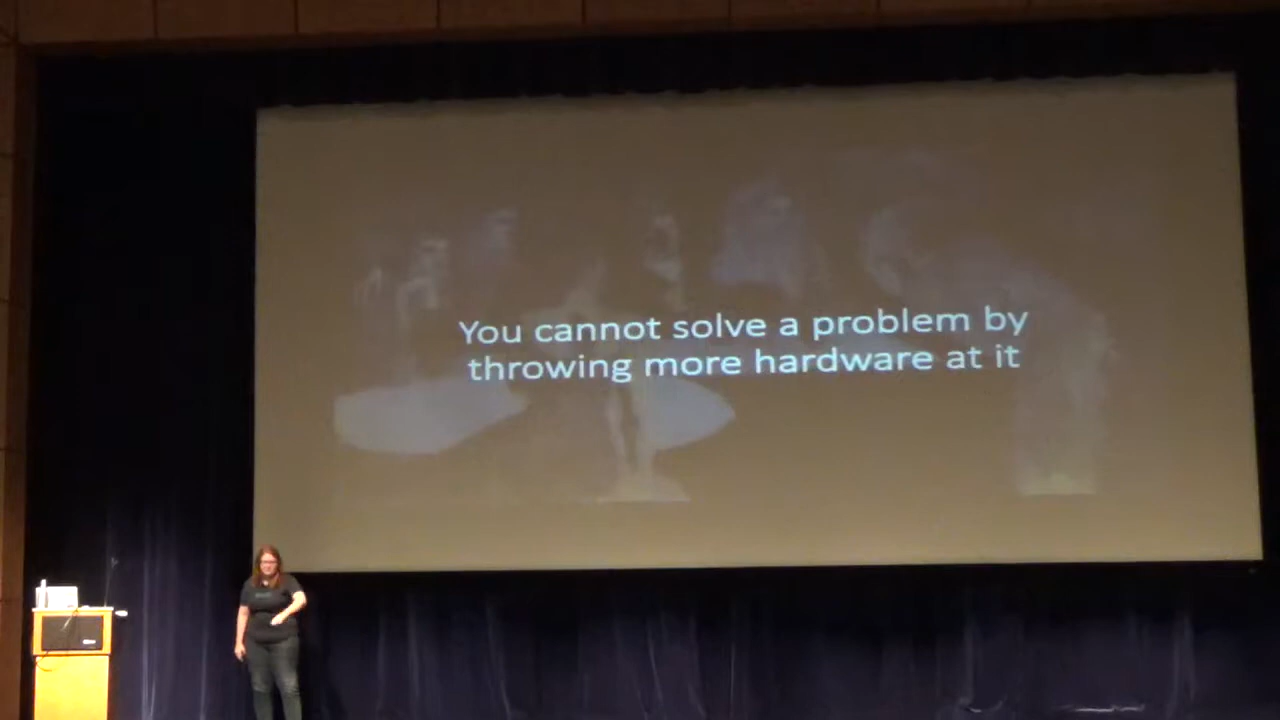 You cannot solve a problem by
throwing more hardware at it